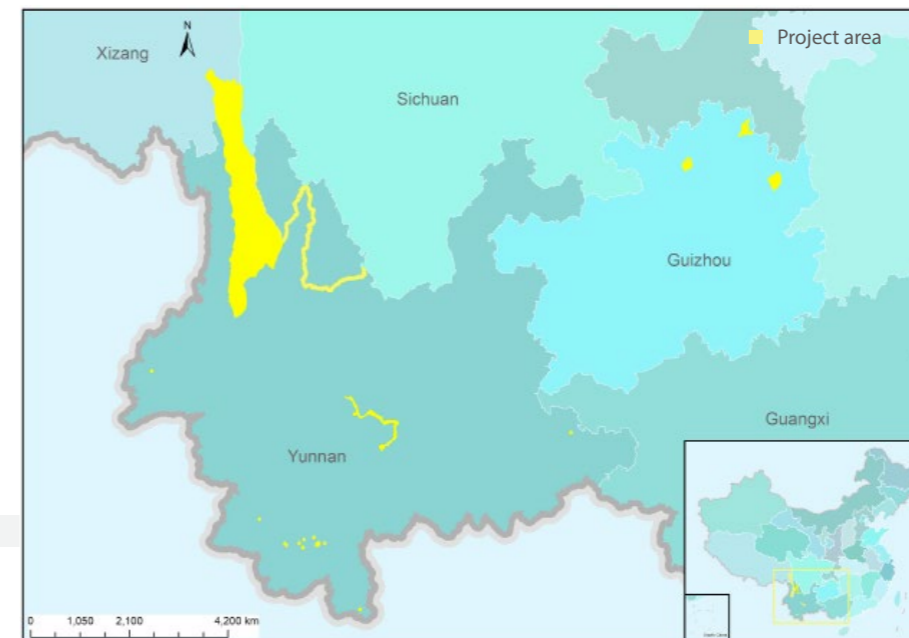 N
Project area
Xizang
Sichuan
Guizhou
Guangxi
Yunnan
0 1,050 2,100 4,200 km